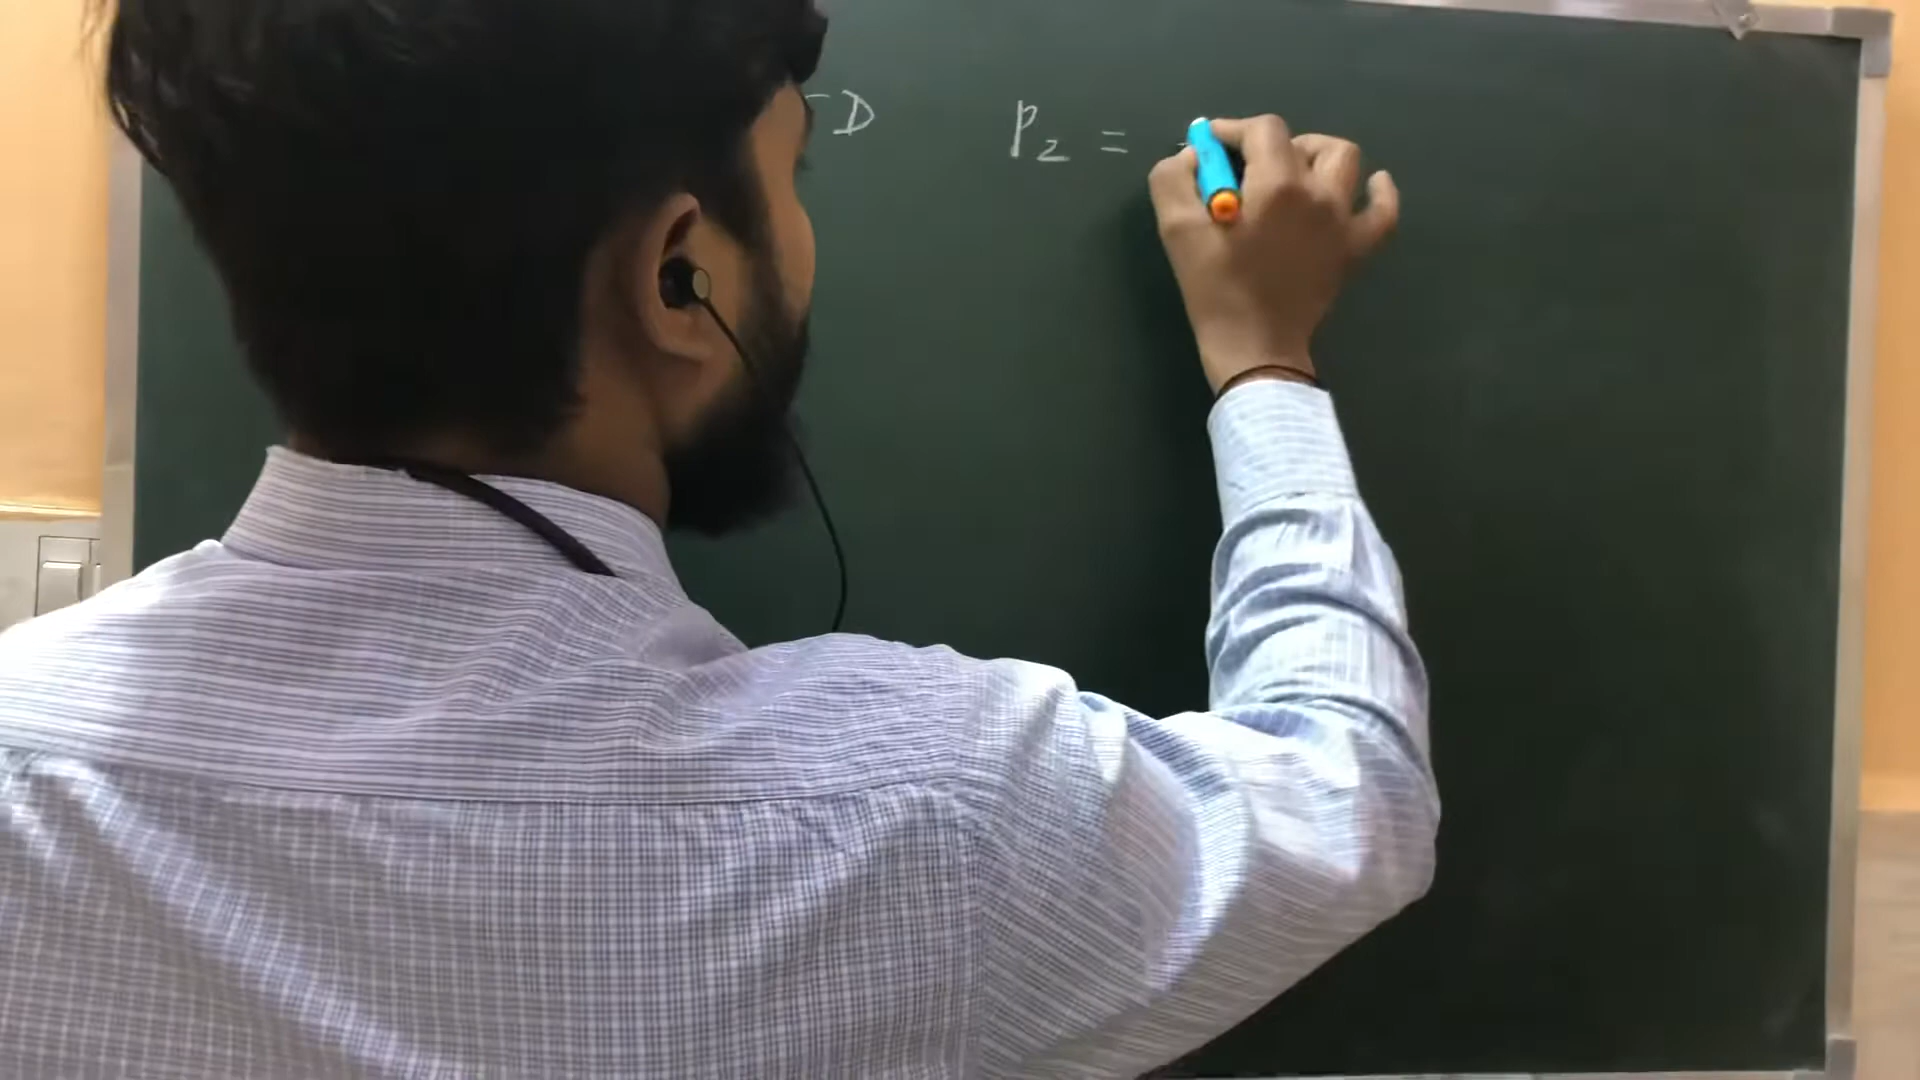 D P₂ =